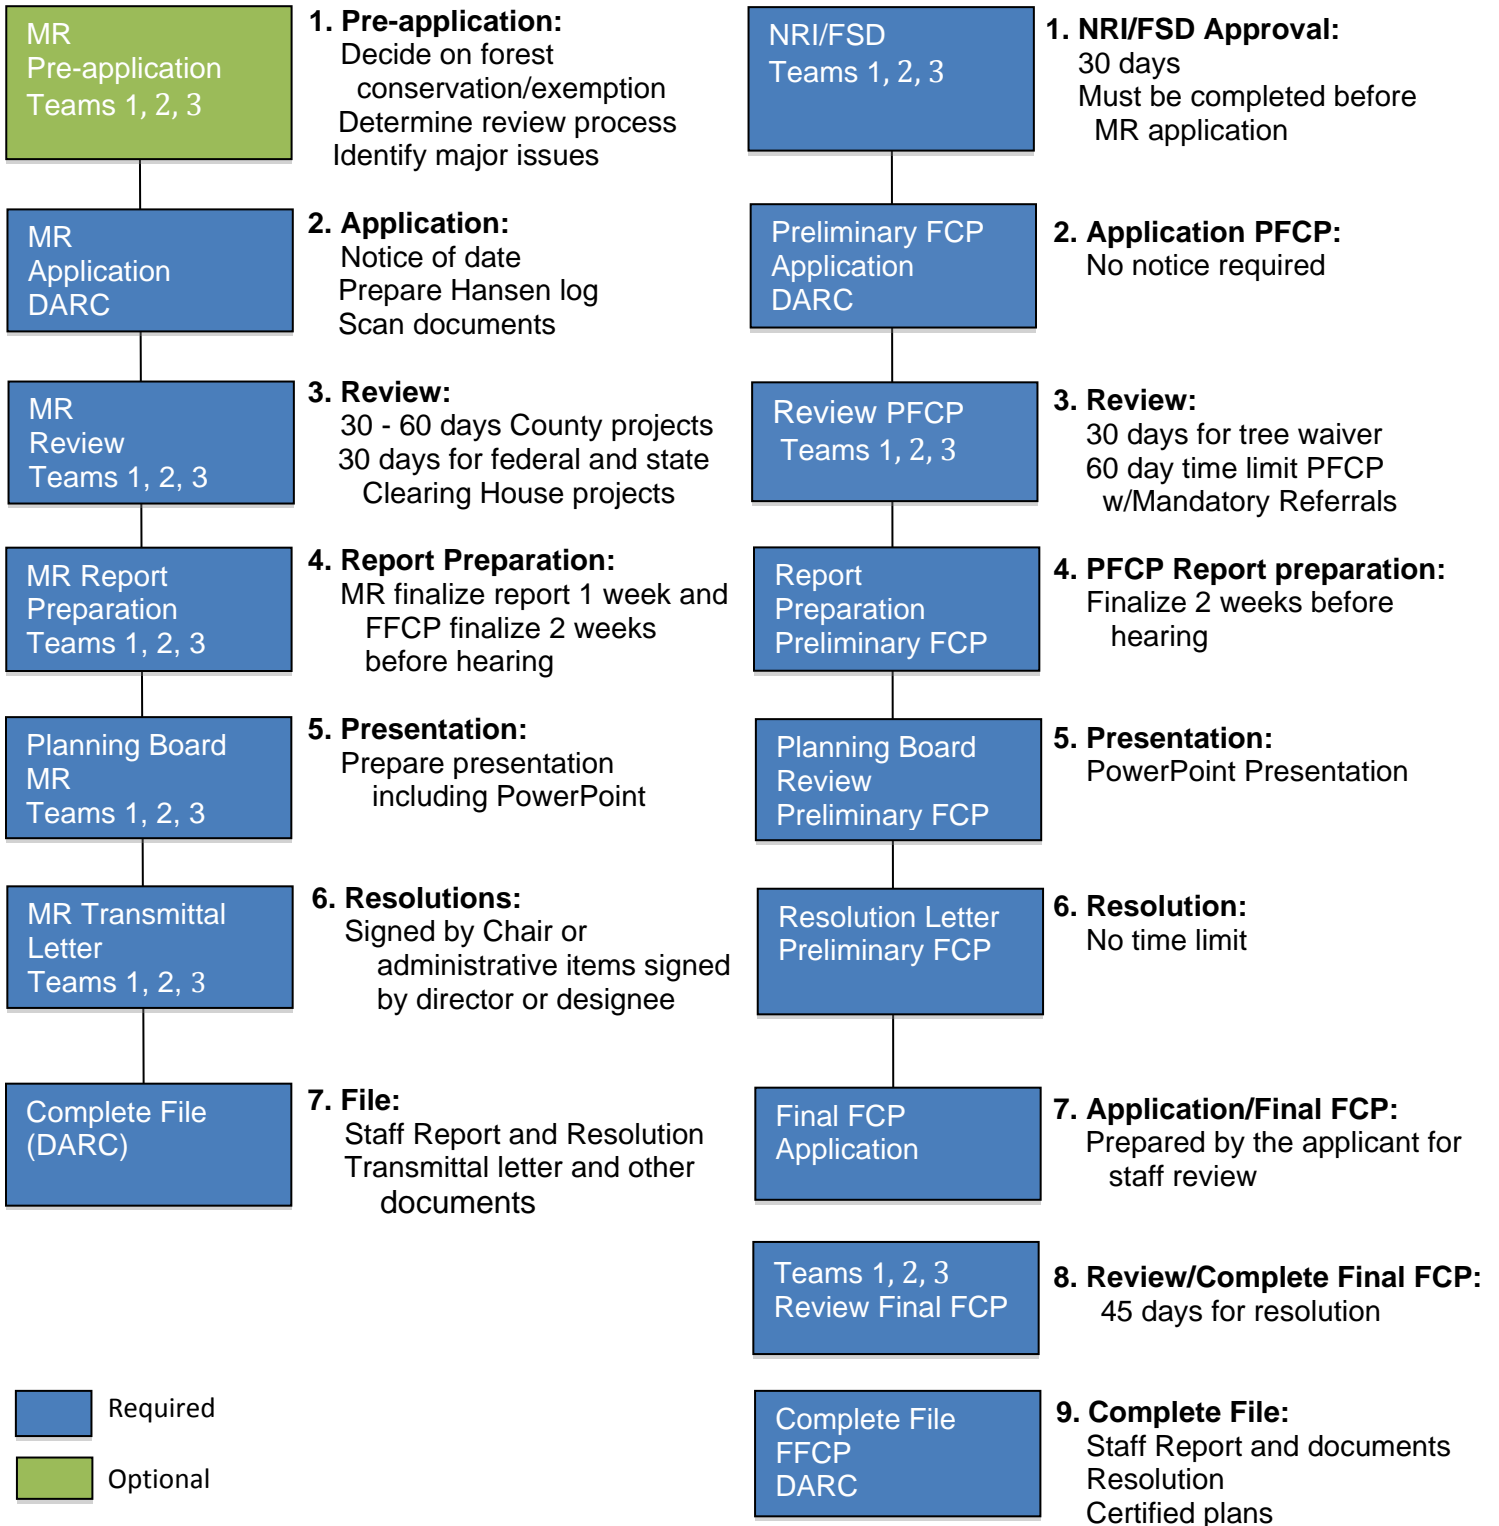 MR
Pre-application
Teams 1, 2, 3
1. Pre-application:
Decide on forest
conservation/exemption
Determine review process
Identify major issues
MR
Application
DARC
2. Application:
Notice of date
Prepare Hansen log
Scan documents
MR
Review
Teams 1, 2, 3
3. Review:
30 - 60 days County projects
30 days for federal and state
Clearing House projects
MR Report
Preparation
Teams 1, 2, 3
4. Report Preparation:
MR finalize report 1 week and
FFCP finalize 2 weeks
before hearing
Planning Board
MR
Teams 1, 2, 3
5. Presentation:
Prepare presentation
including PowerPoint
MR Transmittal
Letter
Teams 1, 2, 3
6. Resolutions:
Signed by Chair or
administrative items signed
by director or designee
Complete File
(DARC)
7. File:
Staff Report and Resolution
Transmittal letter and other
documents
Required
Optional
NRI/FSD
Teams 1, 2, 3
1. NRI/FSD Approval:
30 days
Must be completed before
MR application
Preliminary FCP
Application
DARC
2. Application PFCP:
No notice required
Review PFCP
Teams 1, 2, 3
3. Review:
30 days for tree waiver
60 day time limit PFCP
w/Mandatory Referrals
Report
Preparation
Preliminary FCP
4. PFCP Report preparation:
Finalize 2 weeks before
hearing
Planning Board
Review
Preliminary FCP
5. Presentation:
PowerPoint Presentation
Resolution Letter
Preliminary FCP
6. Resolution:
No time limit
Final FCP
Application
7. Application/Final FCP:
Prepared by the applicant for
staff review
Teams 1, 2, 3
Review Final FCP
8. Review/Complete Final FCP:
45 days for resolution
Complete File
FFCP
DARC
9. Complete File:
Staff Report and documents
Resolution
Certified plans